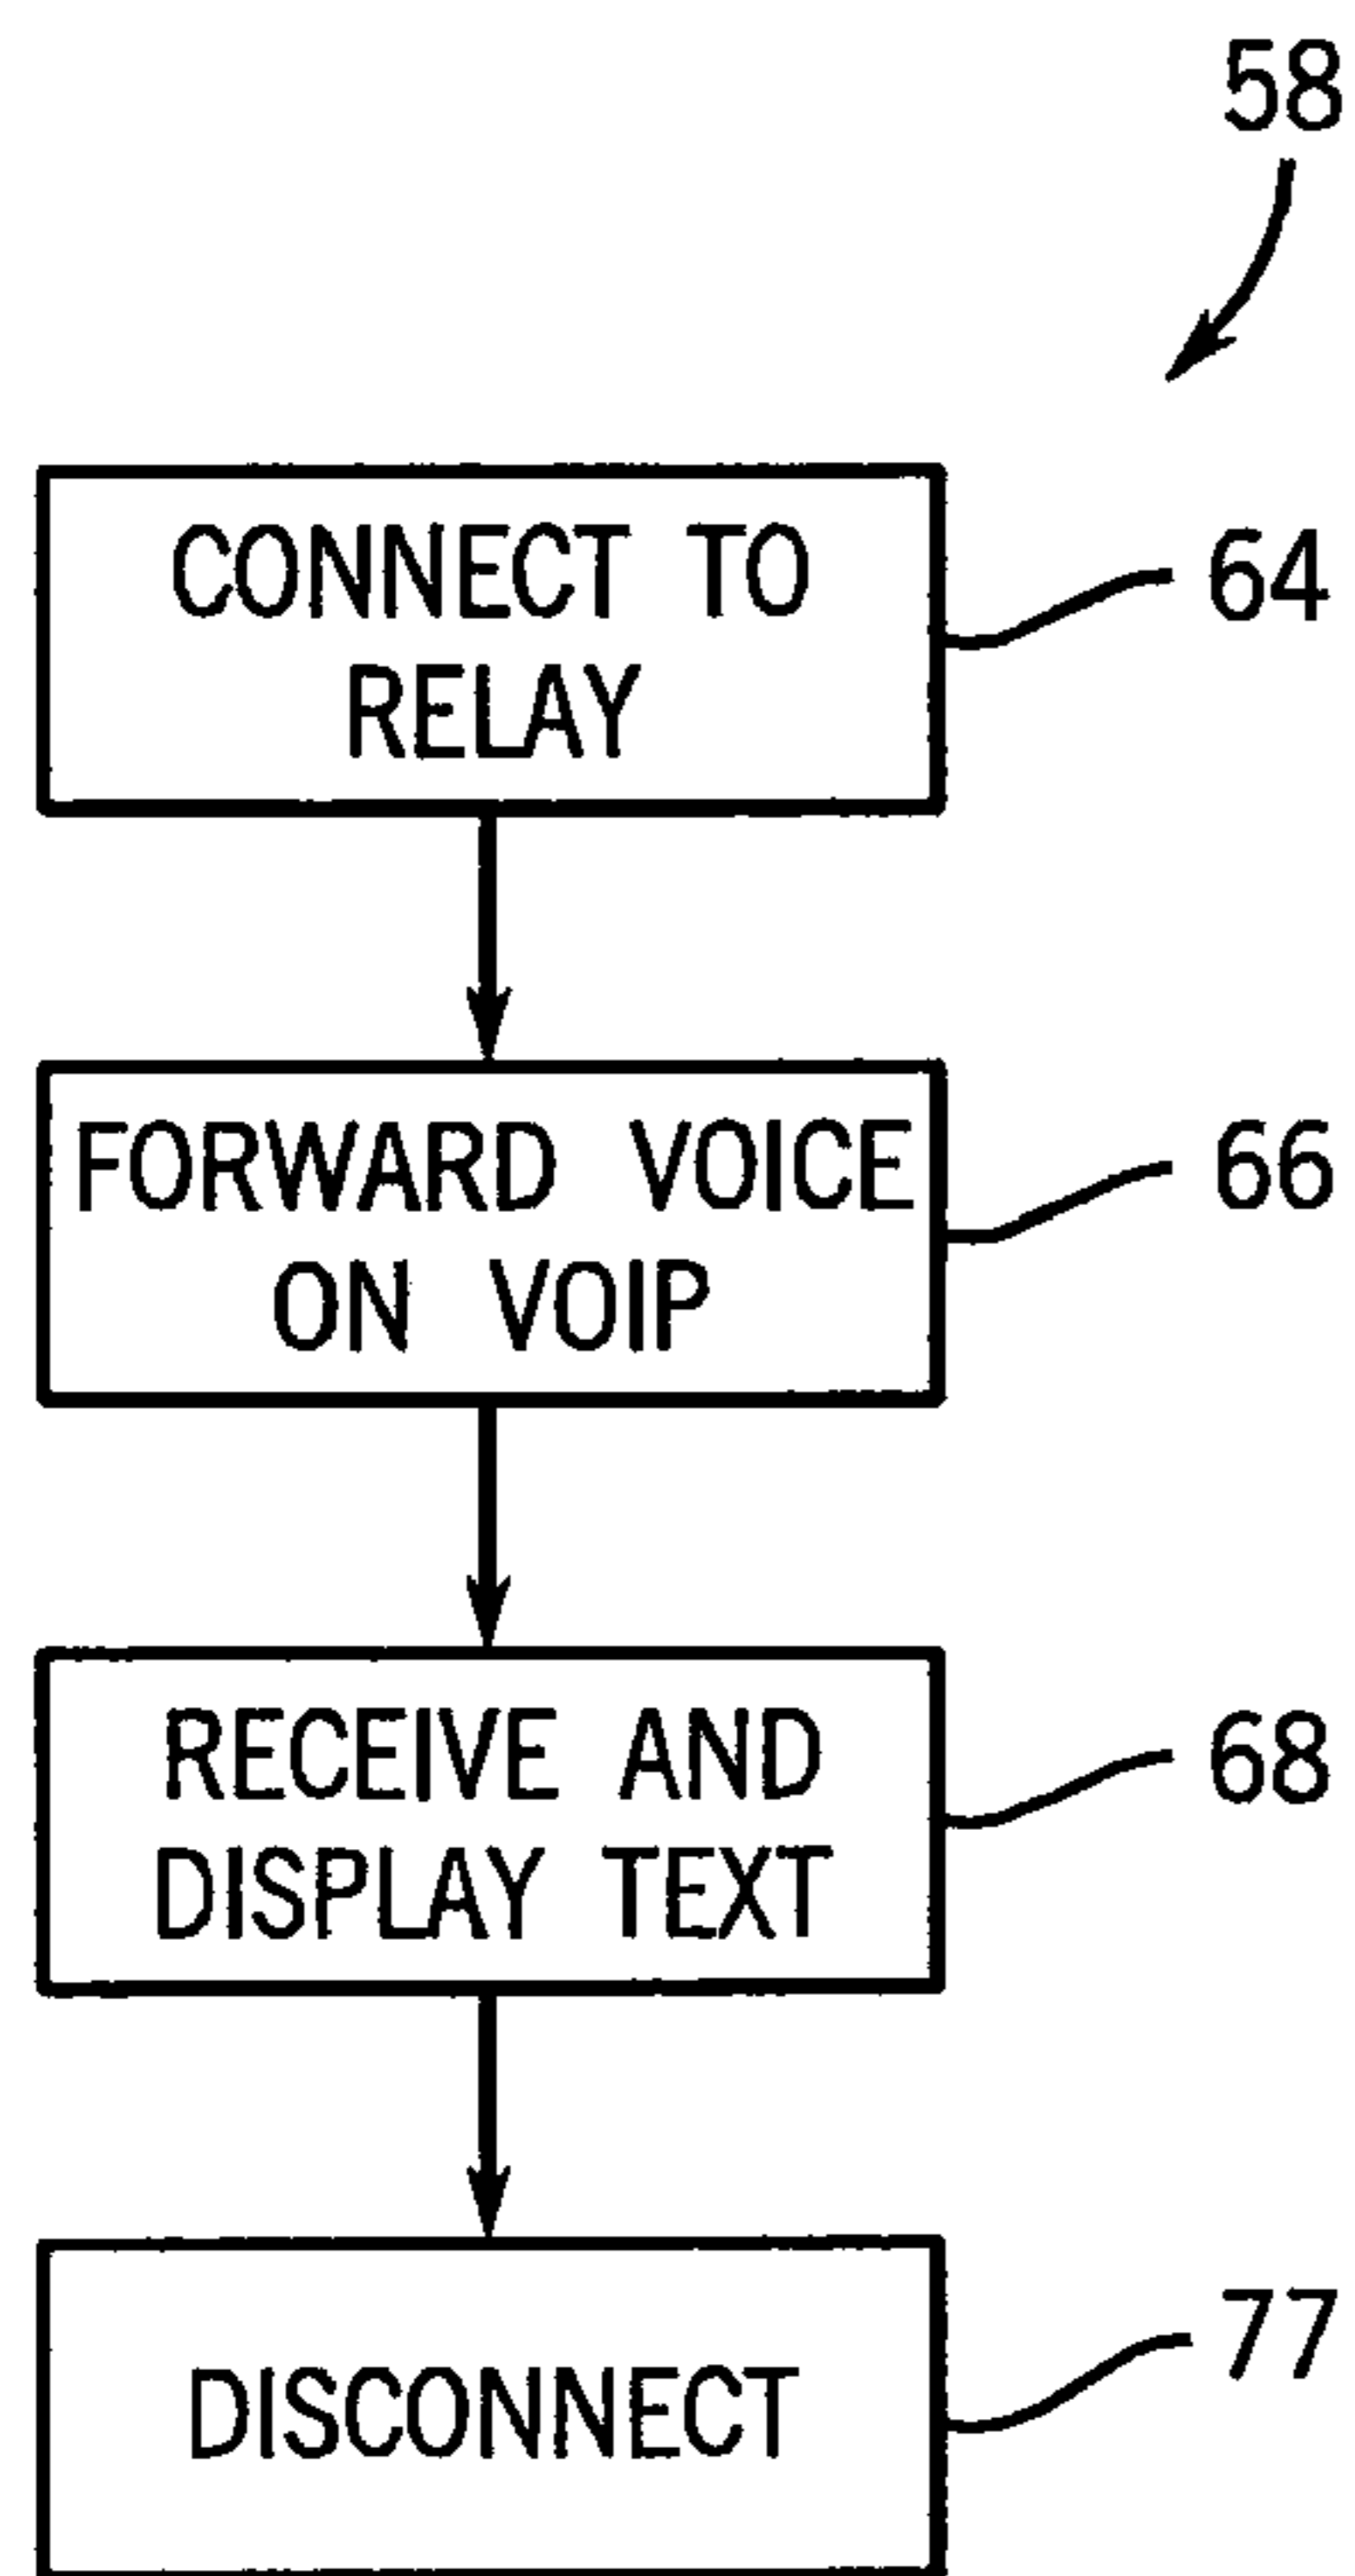 58
CONNECT TO
RELAY
64
FORWARD VOICE
ON VOIP
66
RECEIVE AND
DISPLAY TEXT
68
DISCONNECT
77